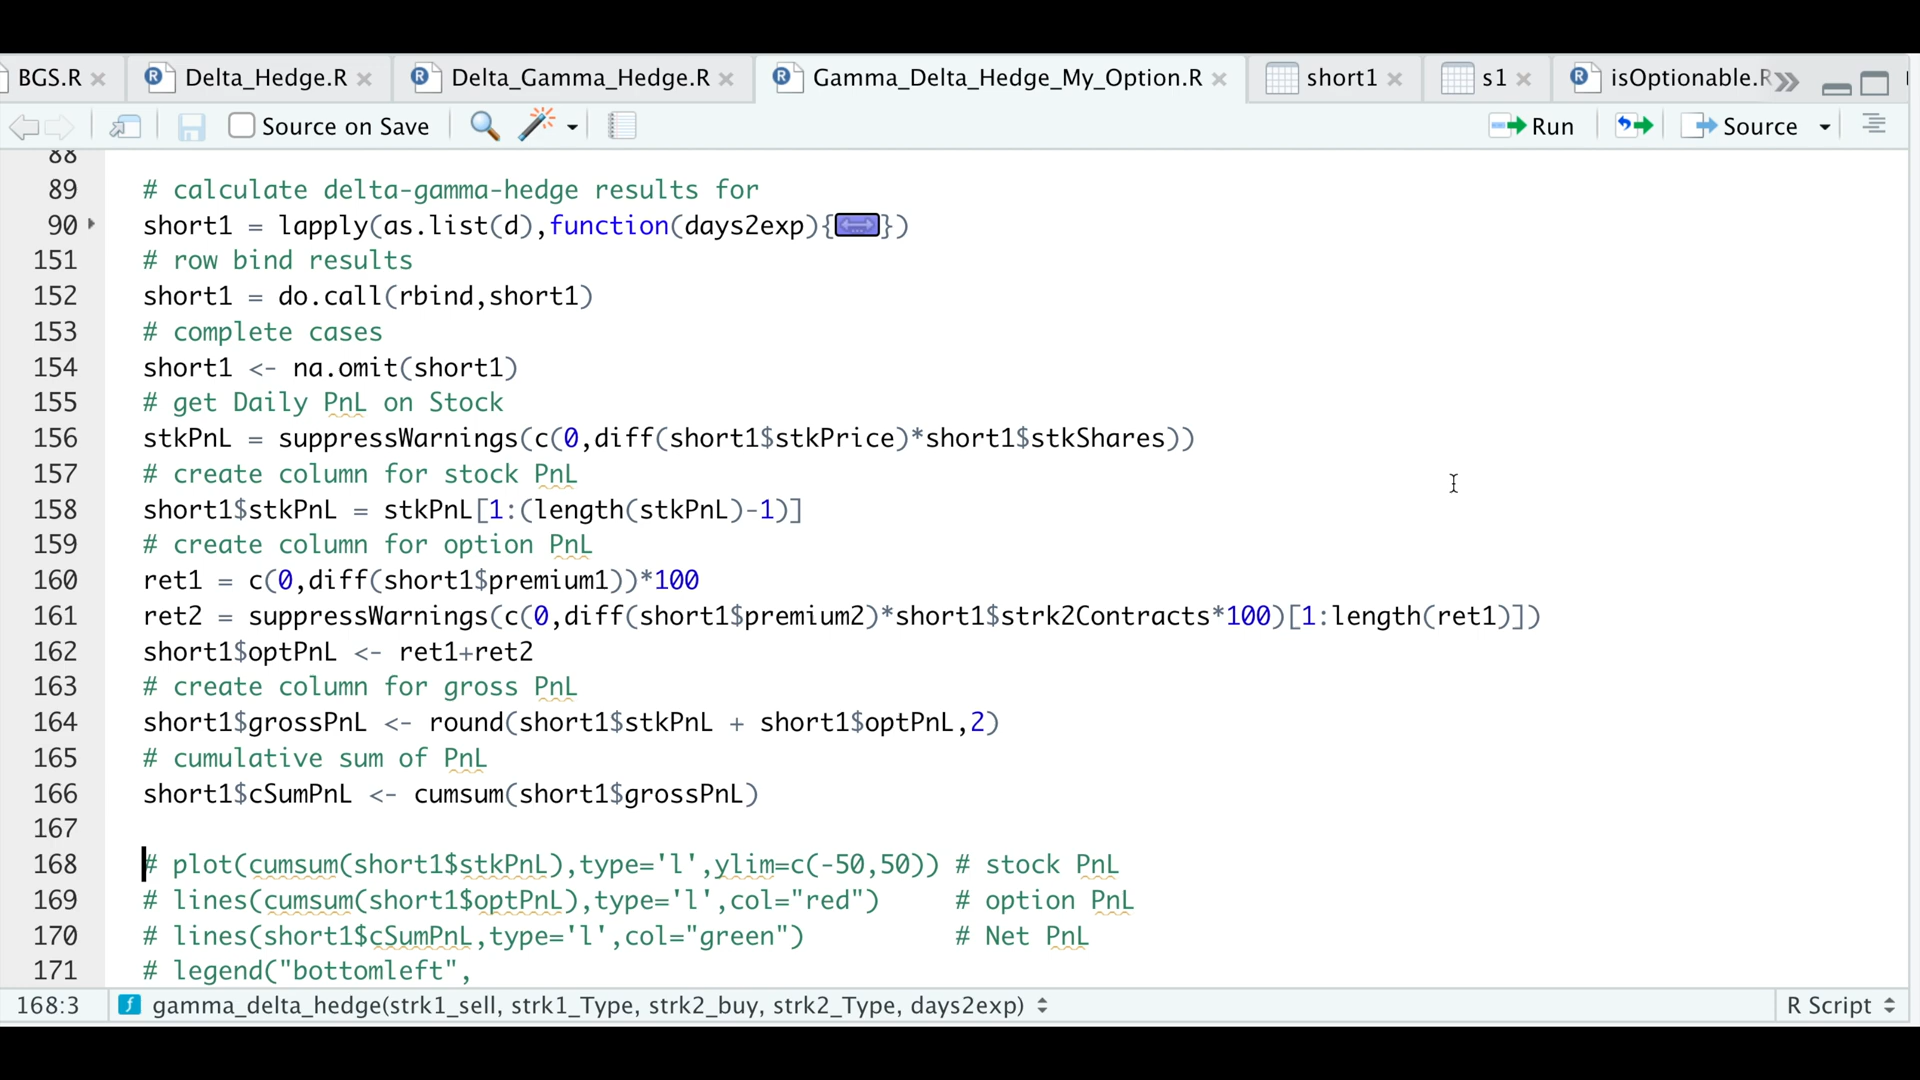 BGS.R
Delta_Hedge.R
Delta_Gamma_Hedge.R
Gamma_Delta_Hedge_My_Option.R
short1
s1
isOptionable.R
Source on Save
Run
Source
88
89 # calculate delta-gamma-hedge results for
90 short1 = lapply(as.list(d),function(days2exp){...})
151 # row bind results
152 short1 = do.call(rbind,short1)
153 # complete cases
154 short1 <- na.omit(short1)
155 # get Daily PnL on Stock
156 stkPnL = suppressWarnings(c(0,diff(short1$stkPrice)*short1$stkShares))
157 # create column for stock PnL
158 short1$stkPnL = stkPnL[1:(length(stkPnL)-1)]
159 # create column for option PnL
160 ret1 = c(0,diff(short1$premium1))*100
161 ret2 = suppressWarnings(c(0,diff(short1$premium2)*short1$strk2Contracts*100)[1:length(ret1)])
162 short1$optPnL <- ret1+ret2
163 # create column for gross PnL
164 short1$grossPnL <- round(short1$stkPnL + short1$optPnL,2)
165 # cumulative sum of PnL
166 short1$cSumPnL <- cumsum(short1$grossPnL)
167
168 # plot(cumsum(short1$stkPnL),type='l',ylim=c(-50,50)) # stock PnL
169 # lines(cumsum(short1$optPnL),type='l',col="red") # option PnL
170 # lines(short1$cSumPnL,type='l',col="green") # Net PnL
171 # legend("bottomleft",
168:3
gamma_delta_hedge(strk1_sell, strk1_Type, strk2_buy, strk2_Type, days2exp)
R Script